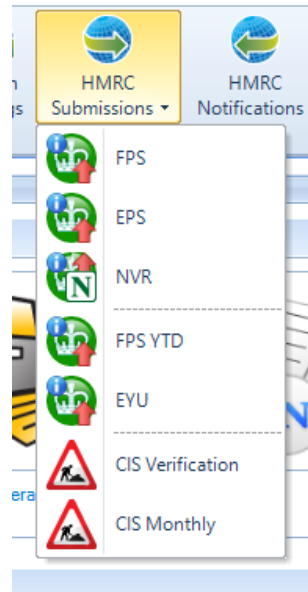 HMRC
Submissions
HMRC
Notifications
FPS
EPS
NVR
N
FPS YTD
EYU
CIS Verification
CIS Monthly